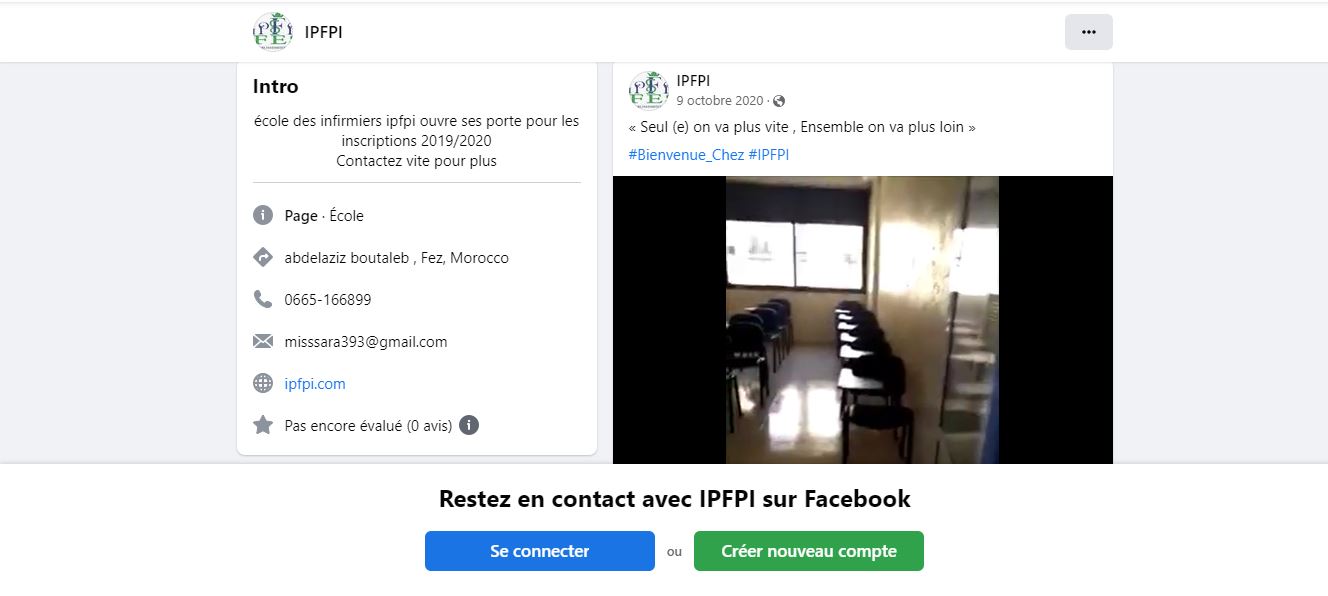 IPFPI
Intro
école des infirmiers ipfpi ouvre ses porte pour les
inscriptions 2019/2020
Contactez vite pour plus
Page · École
abdelaziz boutaleb , Fez, Morocco
0665-166899
misssara393@gmail.com
ipfpi.com
Pas encore évalué (0 avis)
IPFPI
9 octobre 2020 ·
« Seul (e) on va plus vite , Ensemble on va plus loin »
#Bienvenue_Chez #IPFPI
Restez en contact avec IPFPI sur Facebook
Se connecter
ou
Créer nouveau compte